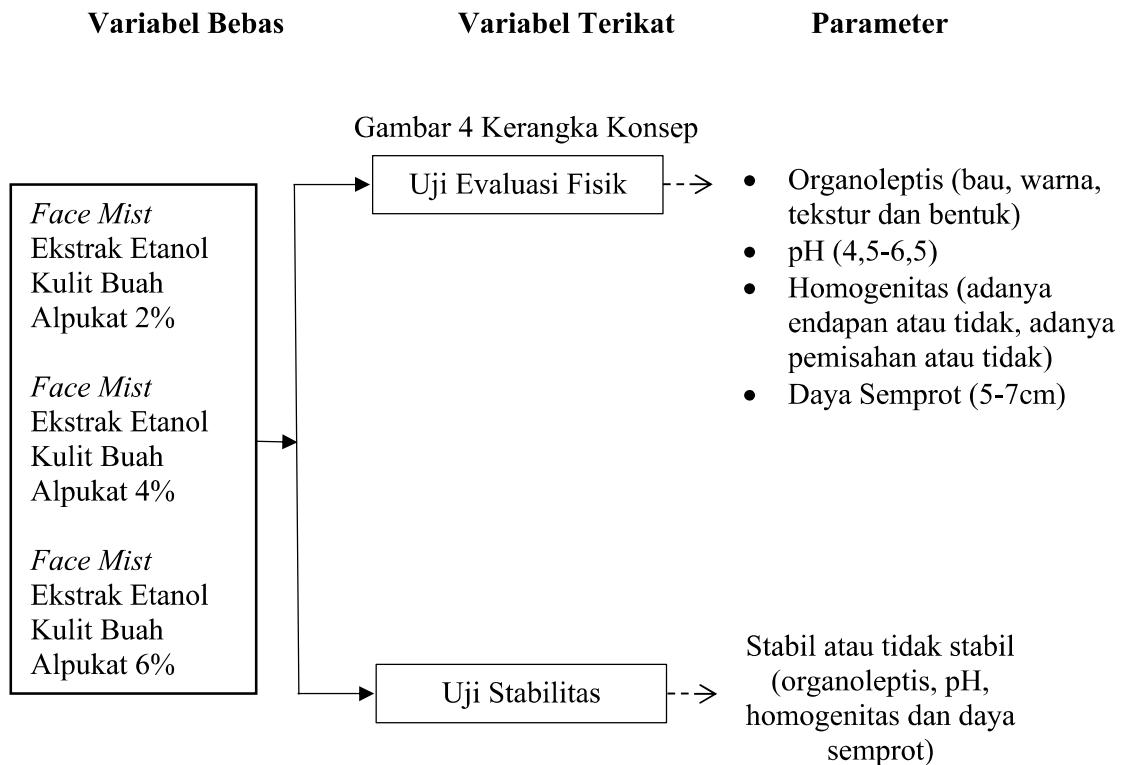 Variabel Bebas
Variabel Terikat
Parameter
Gambar 4 Kerangka Konsep
Face Mist
Ekstrak Etanol
Kulit Buah
Alpukat 2%
Face Mist
Ekstrak Etanol
Kulit Buah
Alpukat 4%
Face Mist
Ekstrak Etanol
Kulit Buah
Alpukat 6%
Uji Evaluasi Fisik
• Organoleptis (bau, warna,
tekstur dan bentuk)
• pH (4,5-6,5)
• Homogenitas (adanya
endapan atau tidak, adanya
pemisahan atau tidak)
• Daya Semprot (5-7cm)
Uji Stabilitas
Stabil atau tidak stabil
(organoleptis, pH,
homogenitas dan daya
semprot)